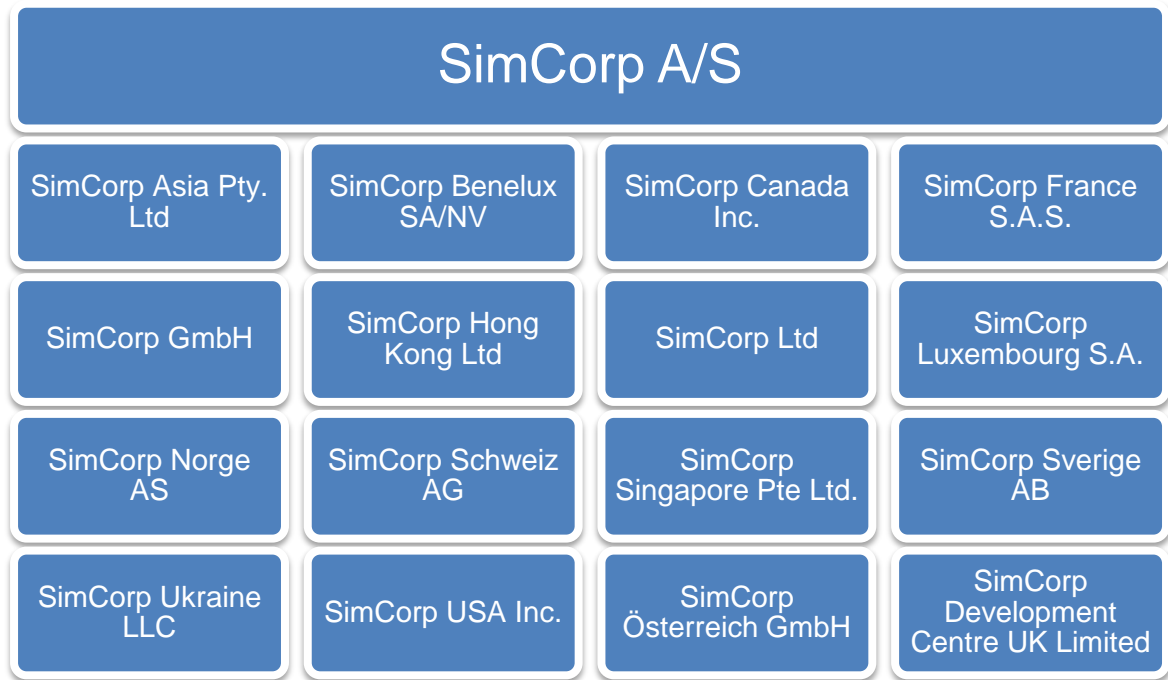 SimCorp A/S
SimCorp Asia Pty.
Ltd
SimCorp Benelux
SA/NV
SimCorp Canada
Inc.
SimCorp France
S.A.S.
SimCorp GmbH
SimCorp Hong
Kong Ltd
SimCorp Ltd
SimCorp
Luxembourg S.A.
SimCorp Norge
AS
SimCorp Schweiz
AG
SimCorp
Singapore Pte Ltd.
SimCorp Sverige
AB
SimCorp Ukraine
LLC
SimCorp USA Inc.
SimCorp
Österreich GmbH
SimCorp
Development
Centre UK Limited